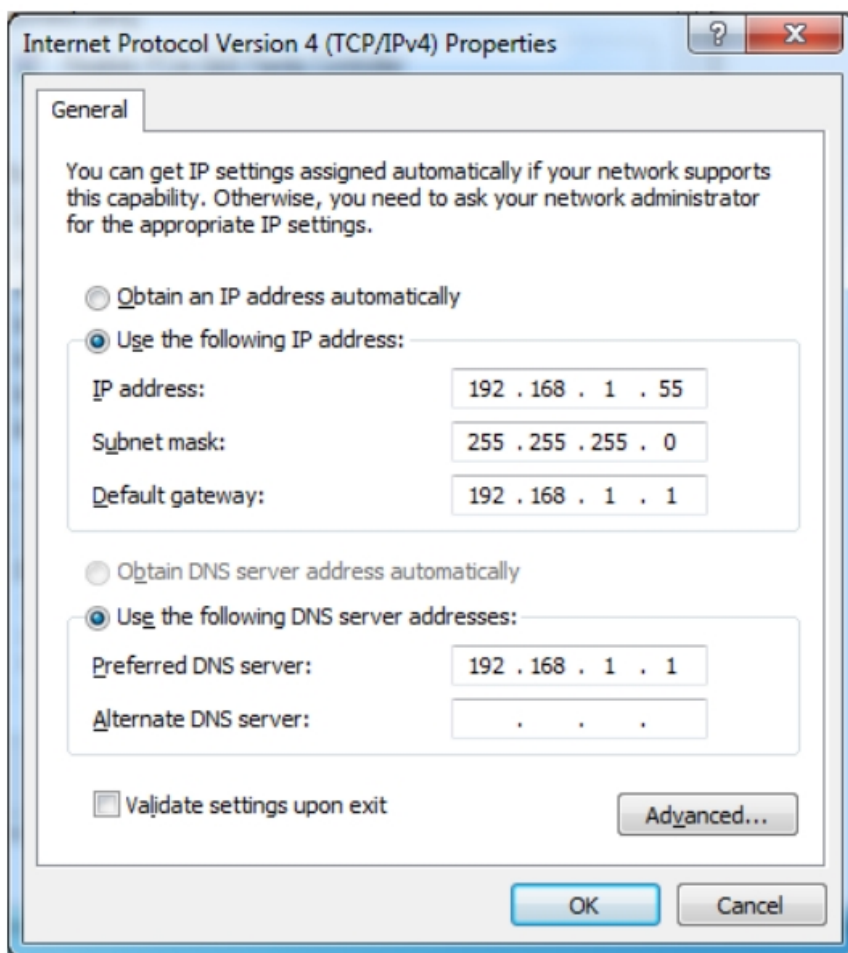 Internet Protocol Version 4 (TCP/IPv4) Properties
?
X
General
You can get IP settings assigned automatically if your network supports
this capability. Otherwise, you need to ask your network administrator
for the appropriate IP settings.
Obtain an IP address automatically
Use the following IP address:
IP address: 192 . 168 . 1 . 55
Subnet mask: 255 . 255 . 255 . 0
Default gateway: 192 . 168 . 1 . 1
Obtain DNS server address automatically
Use the following DNS server addresses:
Preferred DNS server: 192 . 168 . 1 . 1
Alternate DNS server: . . .
Validate settings upon exit
Advanced...
OK Cancel